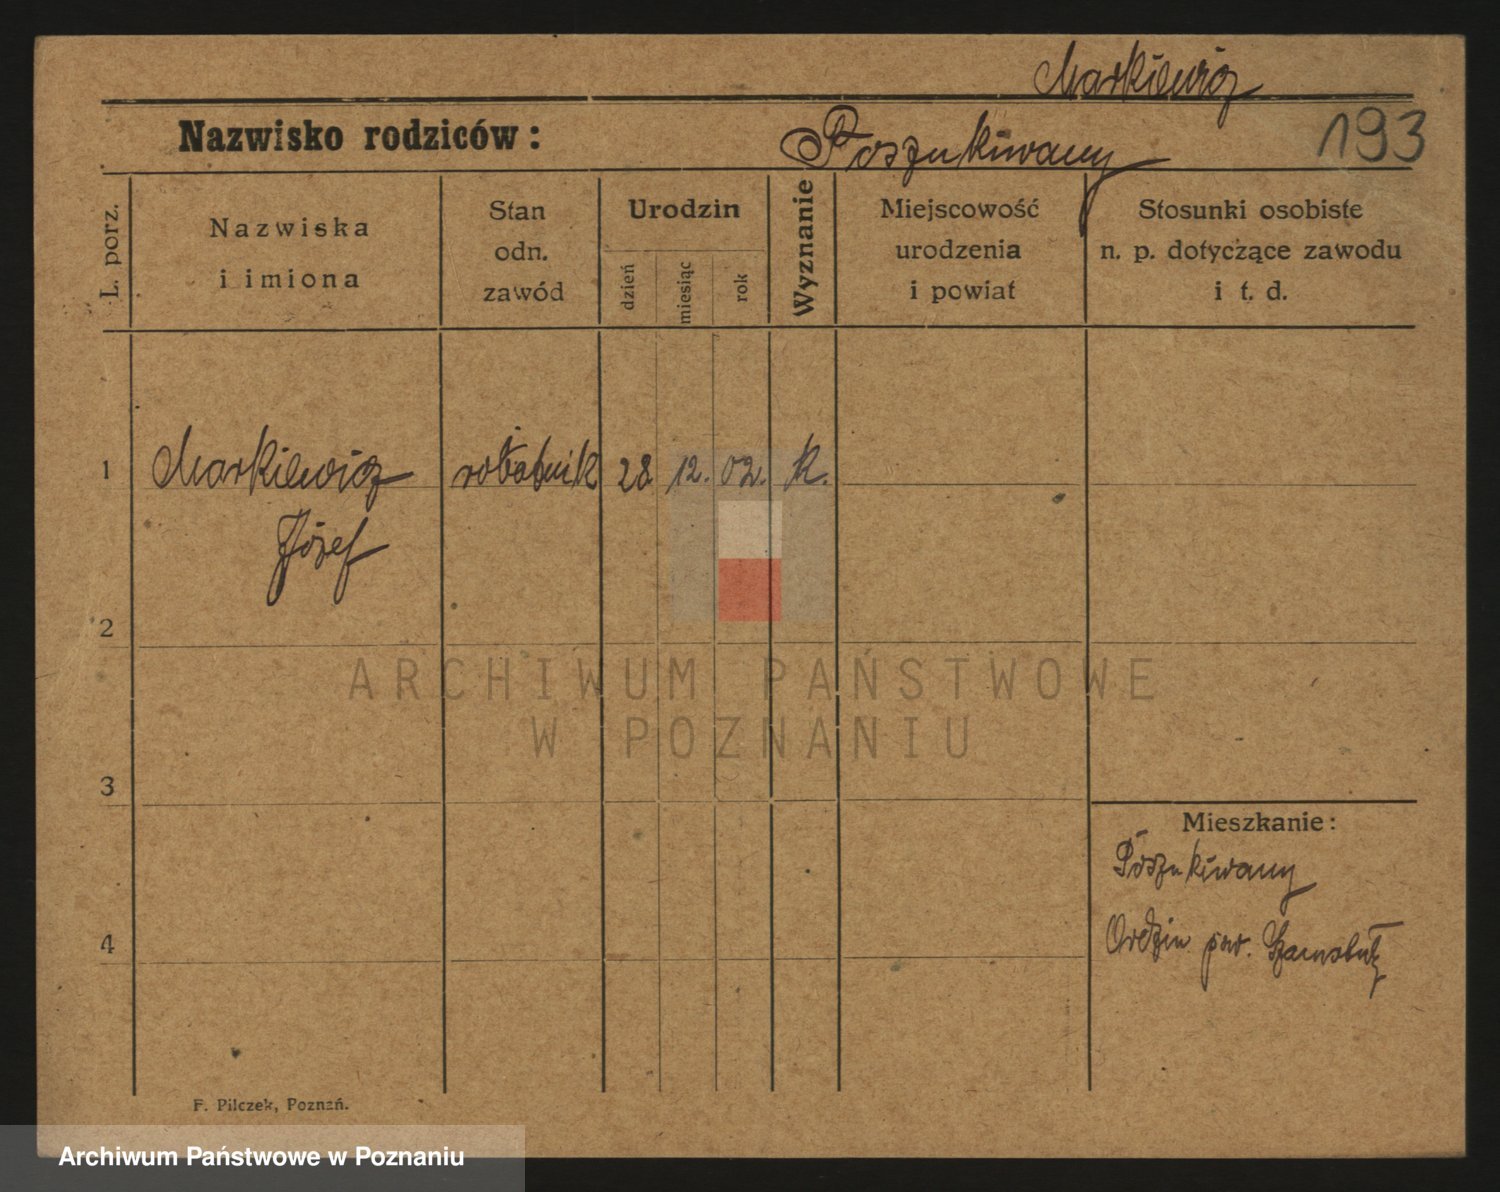 Markiewicz
Nazwisko rodziców: Poszukiwany 193
L. porz.
Nazwiska
i imiona
Stan
odn.
zawód
Urodzin
dzień
miesiąc
rok
Wyznanie
Miejscowość
urodzenia
i powiat
Stosunki osobiste
n. p. dotyczące zawodu
i t. d.
1 Markiewicz robotnik 28 12. 02. k.
Józef
2
ARCHIWUM PAŃSTWOWE
W POZNANIU
3
Mieszkanie:
Poszukiwany
4
pow. Szamotuły
F. Pilczek, Poznań.
Archiwum Państwowe w Poznaniu